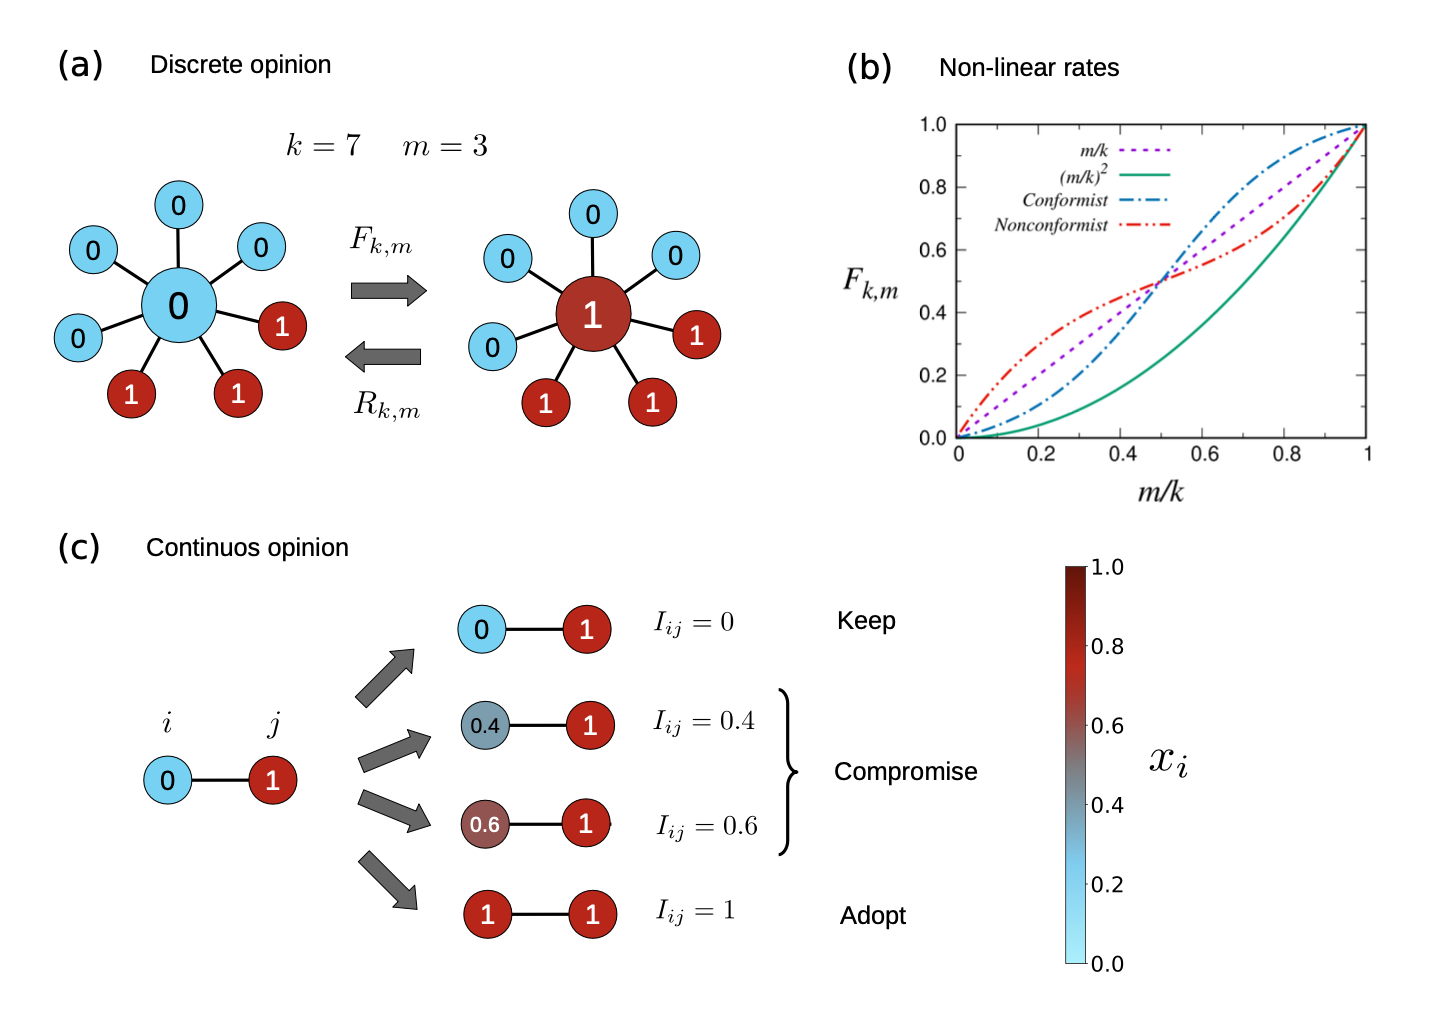 (a) Discrete opinion
k = 7 m = 3
0
0
0
0
0
1
1
1
F_{k,m}
R_{k,m}
0
0
0
0
1
1
1
1
(b) Non-linear rates
1.0
0.8
0.6
0.4
0.2
0.0
F_{k,m}
m/k
(m/k)^2
Conformist
Nonconformist
0 0.2 0.4 0.6 0.8 1
m/k
(c) Continuos opinion
i j
0 1
0 1 I_{ij} = 0 Keep
0.4 1 I_{ij} = 0.4
Compromise
0.6 1 I_{ij} = 0.6
1 1 I_{ij} = 1 Adopt
1.0
0.8
0.6
0.4
0.2
0.0
x_i